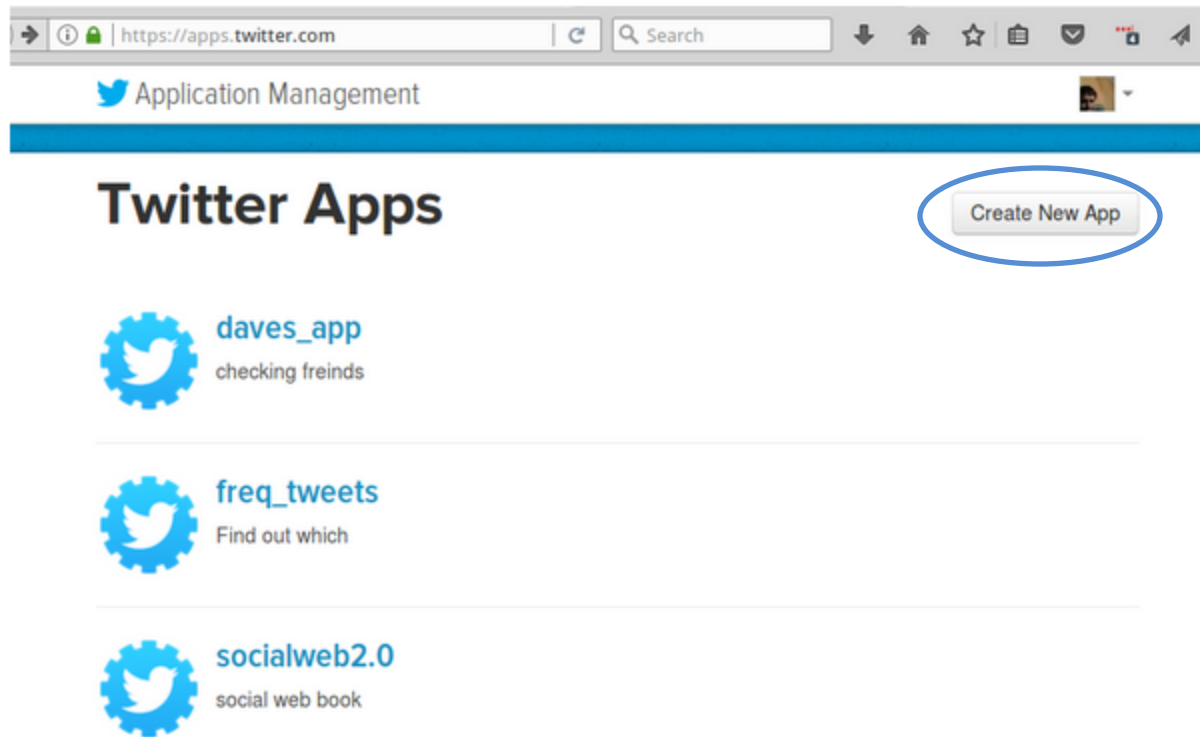 https://apps.twitter.com
Search
Application Management
Twitter Apps
Create New App
daves_app
checking freinds
freq_tweets
Find out which
socialweb2.0
social web book